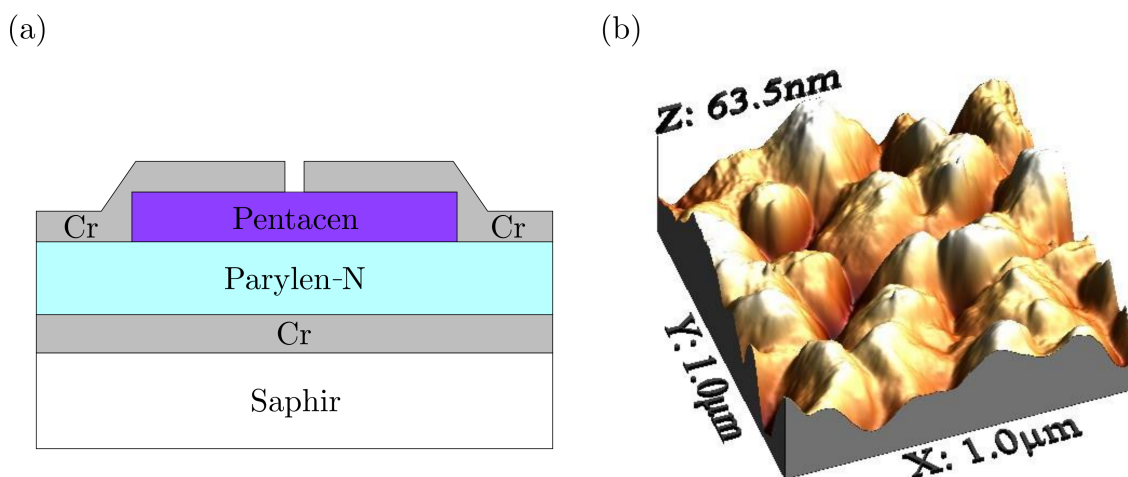 (a)
Cr
Pentacen
Cr
Parylen-N
Cr
Saphir
(b)
Z: 63.5nm
Y: 1.0µm
X: 1.0µm